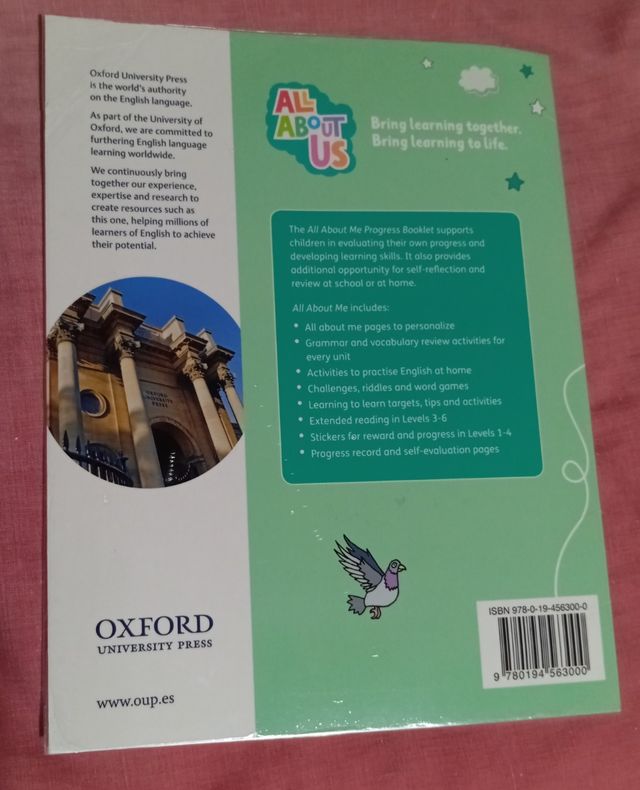 Oxford University Press
is the world's authority
on the English language.
As part of the University of
Oxford, we are committed to
furthering English language
learning worldwide.
We continuously bring
together our experience,
expertise and research to
create resources such as
this one, helping millions of
learners of English to achieve
their potential.
OXFORD
UNIVERSITY
PRESS
OXFORD
UNIVERSITY PRESS
www.oup.es
ALL
ABOUT
US
Bring learning together.
Bring learning to life.
The All About Me Progress Booklet supports
children in evaluating their own progress and
developing learning skills. It also provides
additional opportunity for self-reflection and
review at school or at home.
All About Me includes:
• All about me pages to personalize
• Grammar and vocabulary review activities for
every unit
• Activities to practise English at home
• Challenges, riddles and word games
• Learning to learn targets, tips and activities
• Extended reading in Levels 3-6
• Stickers for reward and progress in Levels 1-4
• Progress record and self-evaluation pages
ISBN 978-0-19-456300-0
9 780194 563000